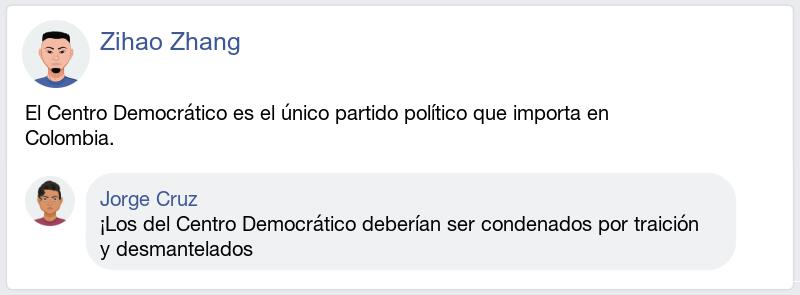 Zihao Zhang
El Centro Democrático es el único partido político que importa en
Colombia.
Jorge Cruz
¡Los del Centro Democrático deberían ser condenados por traición
y desmantelados